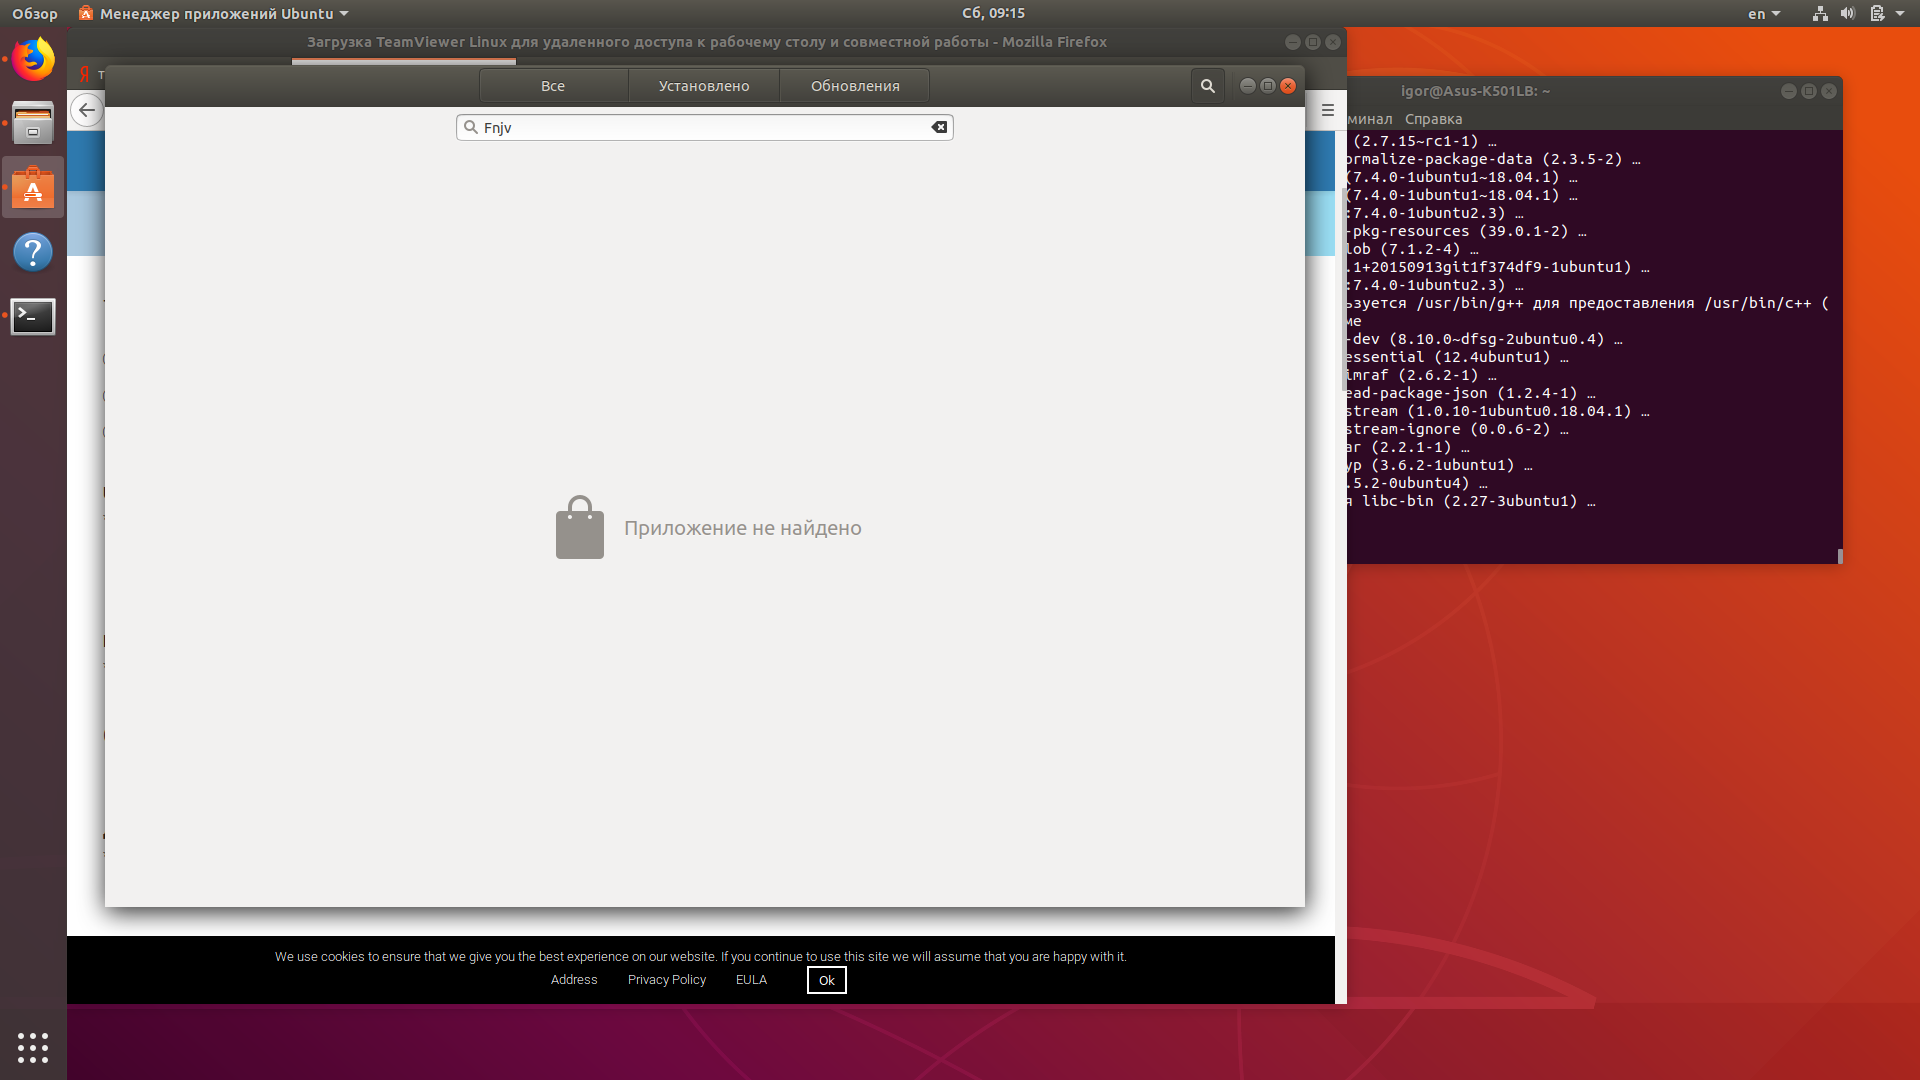 Обзор
Менеджер приложений Ubuntu
Сб, 09:15
en
Загрузка TeamViewer Linux для удаленного доступа к рабочему столу и совместной работы - Mozilla Firefox
Все
Установлено
Обновления
Fnjv
Приложение не найдено
We use cookies to ensure that we give you the best experience on our website. If you continue to use this site we will assume that you are happy with it.
Address
Privacy Policy
EULA
Ok
igor@Asus-K501LB: ~
минал
Справка
(2.7.15~rc1-1) …
ormalize-package-data (2.3.5-2) …
(7.4.0-1ubuntu1~18.04.1) …
(7.4.0-1ubuntu1~18.04.1) …
:7.4.0-1ubuntu2.3) …
-pkg-resources (39.0.1-2) …
lob (7.1.2-4) …
.1+20150913git1f374df9-1ubuntu1) …
:7.4.0-1ubuntu2.3) …
ьзуется /usr/bin/g++ для предоставления /usr/bin/c++ (
ме
-dev (8.10.0~dfsg-2ubuntu0.4) …
essential (12.4ubuntu1) …
imraf (2.6.2-1) …
ead-package-json (1.2.4-1) …
stream (1.0.10-1ubuntu0.18.04.1) …
stream-ignore (0.0.6-2) …
ar (2.2.1-1) …
yp (3.6.2-1ubuntu1) …
.5.2-0ubuntu4) …
я libc-bin (2.27-3ubuntu1) …